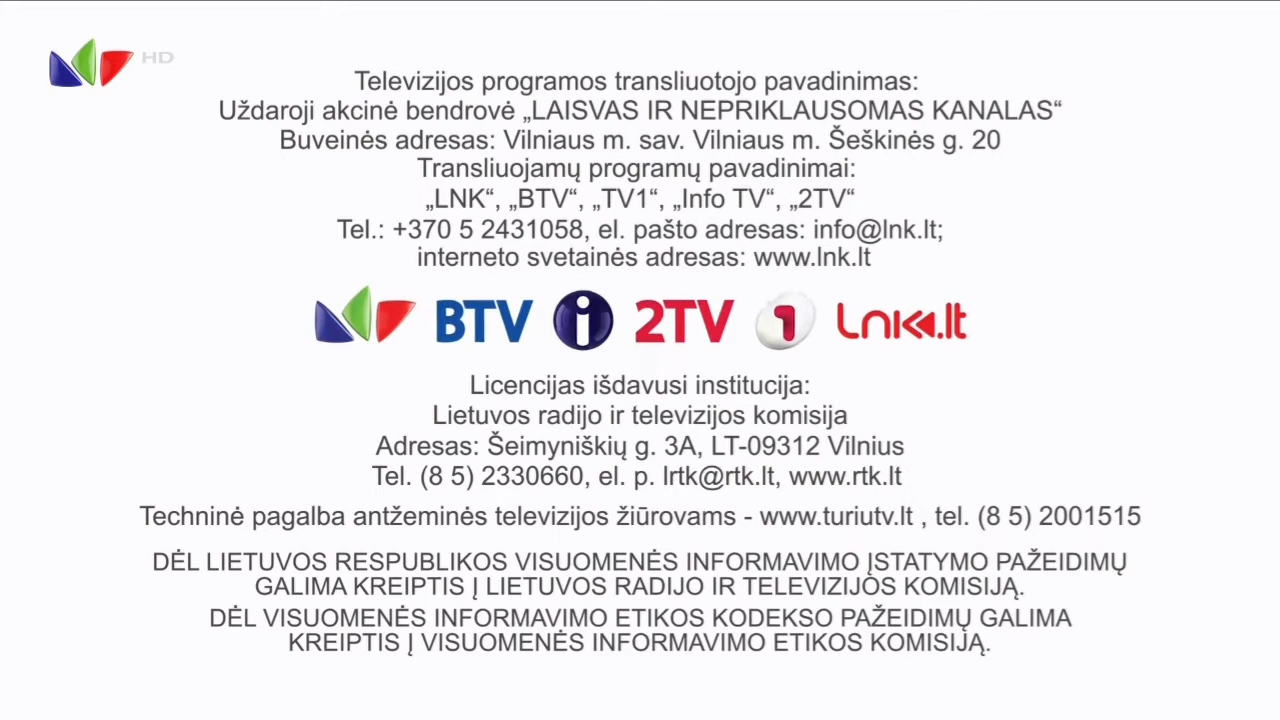 HD
Televizijos programos transliuotojo pavadinimas:
Uždaroji akcinė bendrovė „LAISVAS IR NEPRIKLAUSOMAS KANALAS“
Buveinės adresas: Vilniaus m. sav. Vilniaus m. Šeškinės g. 20
Transliuojamų programų pavadinimai:
„LNK“, „BTV“, „TV1“, „Info TV“, „2TV“
Tel.: +370 5 2431058, el. pašto adresas: info@lnk.lt;
interneto svetainės adresas: www.lnk.lt
BTV i 2TV 1 Lnk.lt
Licencijas išdavusi institucija:
Lietuvos radijo ir televizijos komisija
Adresas: Šeimyniškių g. 3A, LT-09312 Vilnius
Tel. (8 5) 2330660, el. p. lrtk@rtk.lt, www.rtk.lt
Techninė pagalba antžeminės televizijos žiūrovams - www.turiutv.lt , tel. (8 5) 2001515
DĖL LIETUVOS RESPUBLIKOS VISUOMENĖS INFORMAVIMO ĮSTATYMO PAŽEIDIMŲ
GALIMA KREIPTIS Į LIETUVOS RADIJO IR TELEVIZIJOS KOMISIJĄ.
DĖL VISUOMENĖS INFORMAVIMO ETIKOS KODEKSO PAŽEIDIMŲ GALIMA
KREIPTIS Į VISUOMENĖS INFORMAVIMO ETIKOS KOMISIJĄ.